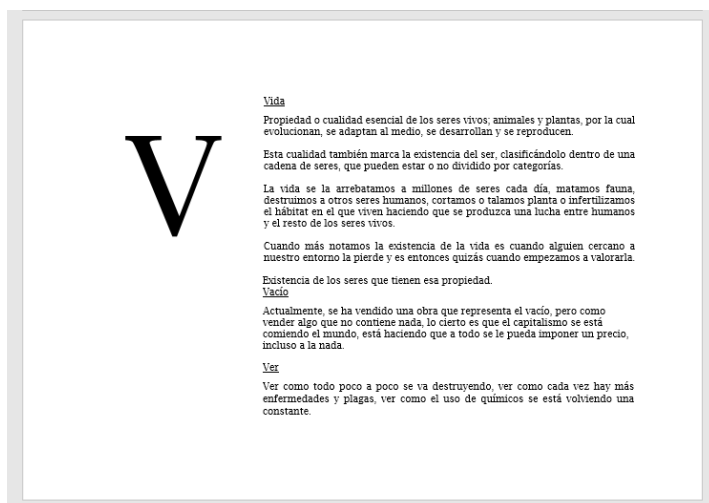 V
Vida
Propiedad o cualidad esencial de los seres vivos; animales y plantas, por la cual
evolucionan, se adaptan al medio, se desarrollan y se reproducen.
Esta cualidad también marca la existencia del ser, clasificándolo dentro de una
cadena de seres, que pueden estar o no dividido por categorías.
La vida se la arrebatamos a millones de seres cada día, matamos fauna,
destruimos a otros seres humanos, cortamos o talamos planta o infertilizamos
el hábitat en el que viven haciendo que se produzca una lucha entre humanos
y el resto de los seres vivos.
Cuando más notamos la existencia de la vida es cuando alguien cercano a
nuestro entorno la pierde y es entonces quizás cuando empezamos a valorarla.
Existencia de los seres que tienen esa propiedad.
Vacío
Actualmente, se ha vendido una obra que representa el vacío, pero como
vender algo que no contiene nada, lo cierto es que el capitalismo se está
comiendo el mundo, está haciendo que a todo se le pueda imponer un precio,
incluso a la nada.
Ver
Ver como todo poco a poco se va destruyendo, ver como cada vez hay más
enfermedades y plagas, ver como el uso de químicos se está volviendo una
constante.